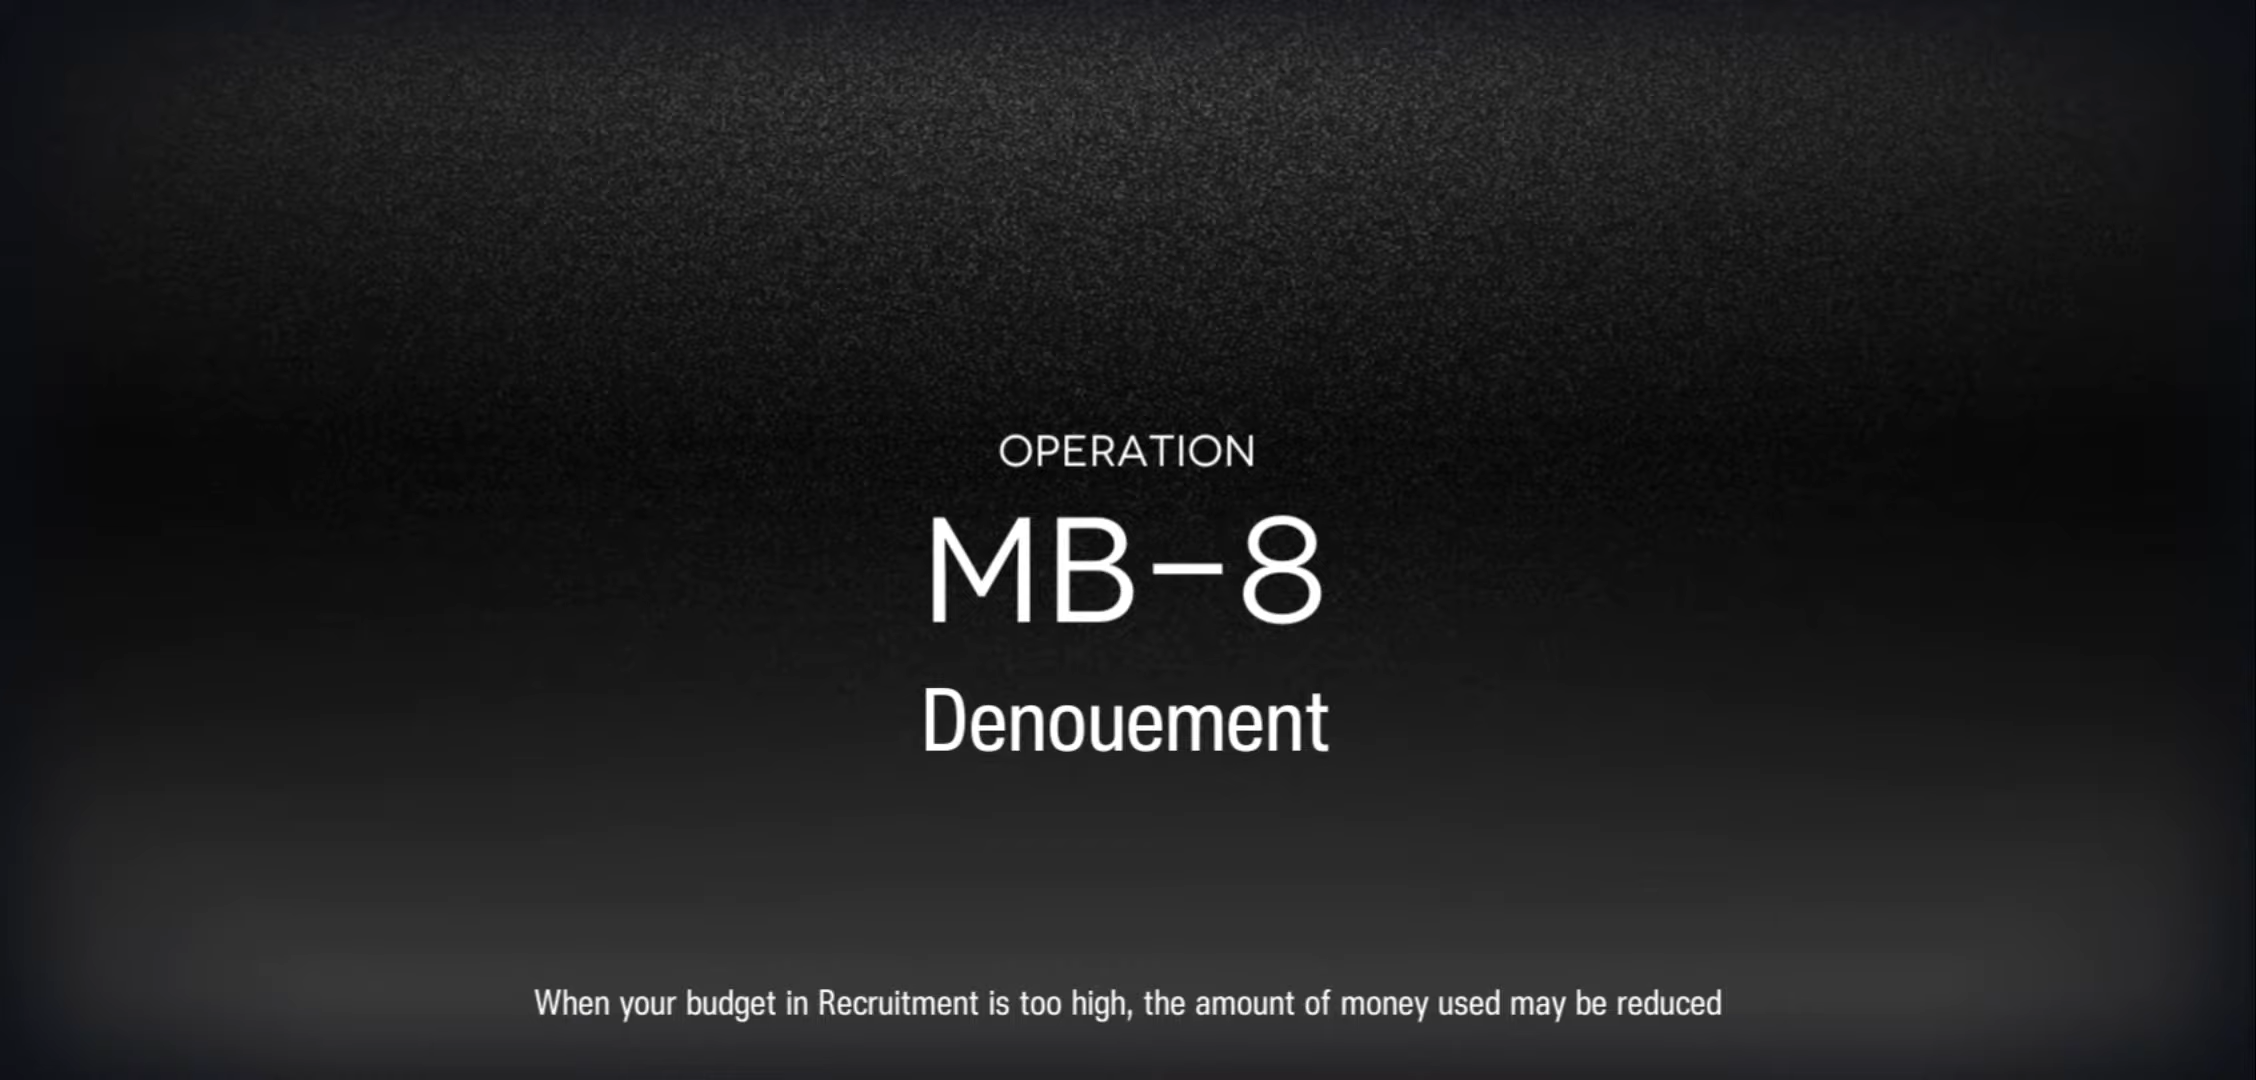 OPERATION
MB-8
Denouement
When your budget in Recruitment is too high, the amount of money used may be reduced